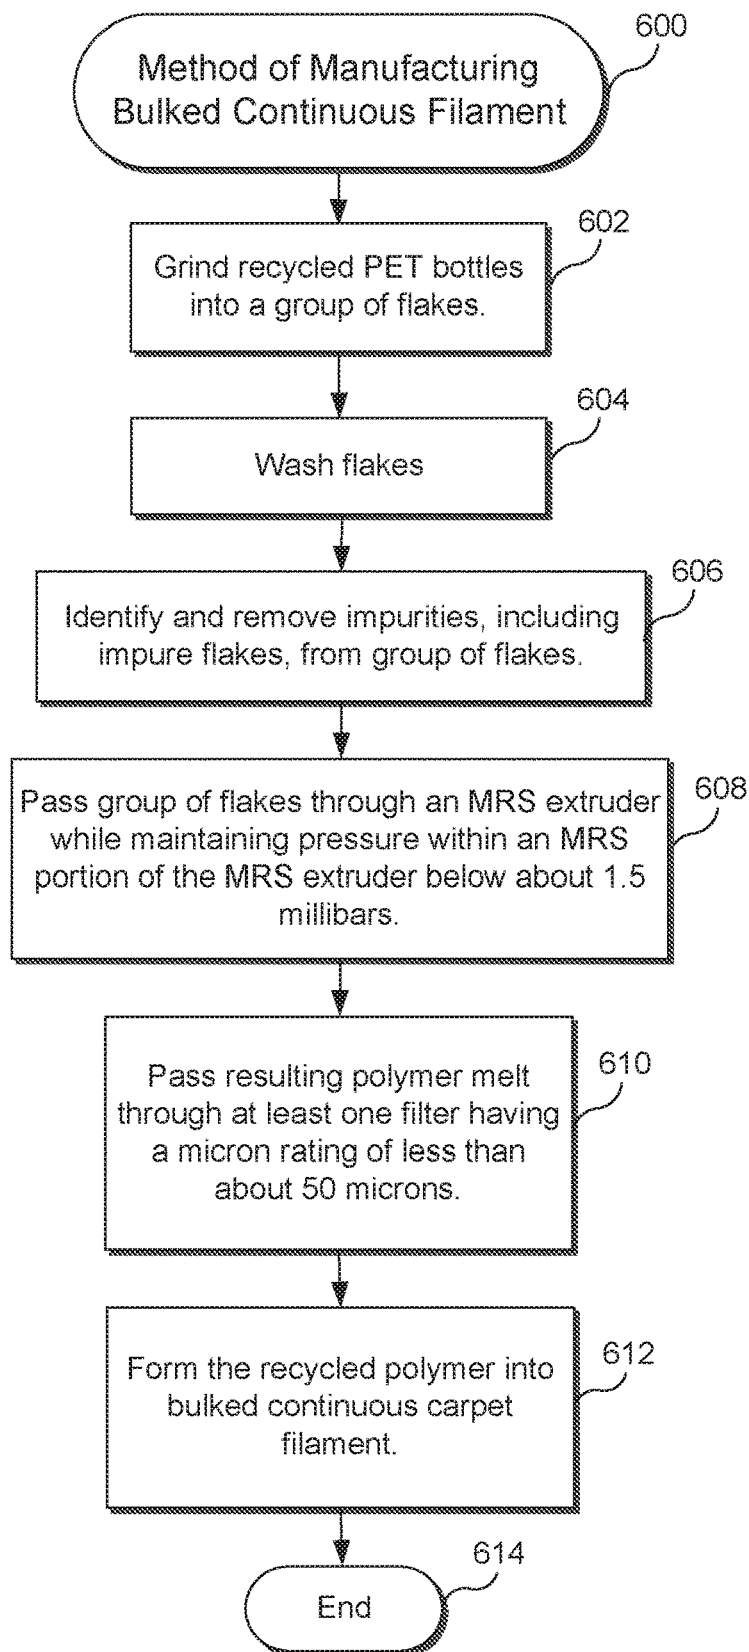 600
Method of Manufacturing
Bulked Continuous Filament
602
Grind recycled PET bottles
into a group of flakes.
604
Wash flakes
606
Identify and remove impurities, including
impure flakes, from group of flakes.
608
Pass group of flakes through an MRS extruder
while maintaining pressure within an MRS
portion of the MRS extruder below about 1.5
millibars.
610
Pass resulting polymer melt
through at least one filter having
a micron rating of less than
about 50 microns.
612
Form the recycled polymer into
bulked continuous carpet
filament.
614
End